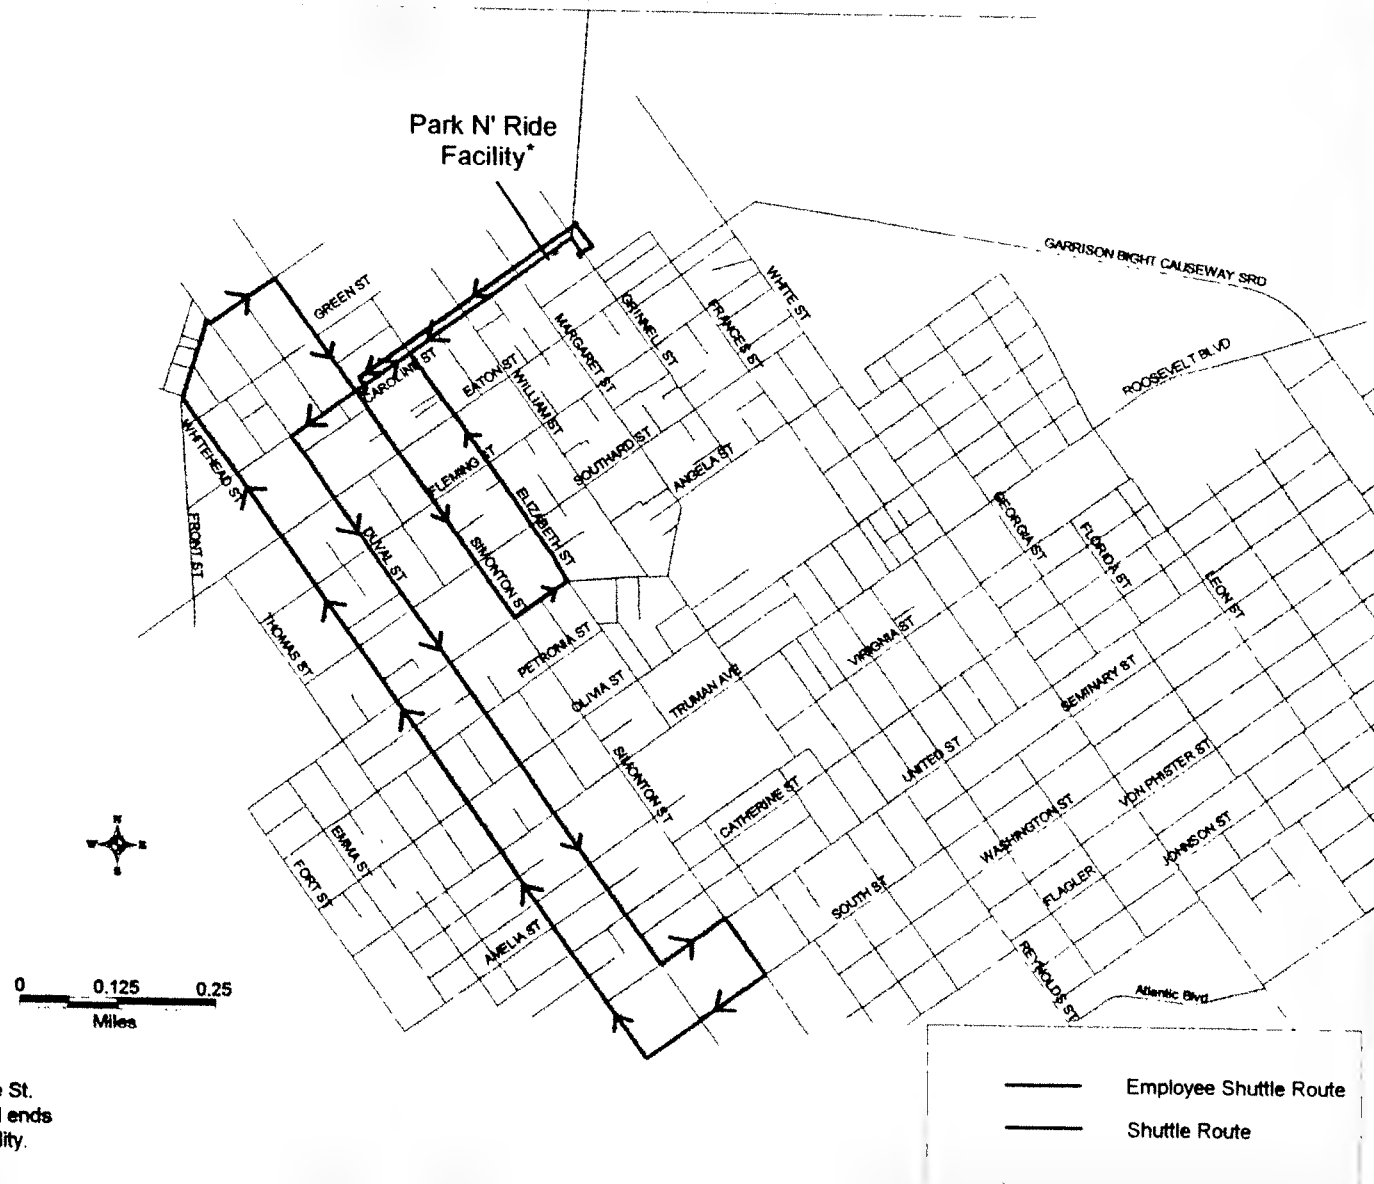 Park N' Ride
Facility*
GREEN ST
CAROLINE ST
EATON ST
WILLIAM ST
MARGARET ST
GRINNELL ST
FRANCES ST
WHITE ST
GARRISON BIGHT CAUSEWAY SRD
ROOSEVELT BLVD
WHITEHEAD ST
FRONT ST
FLEMING ST
SOUTHARD ST
ANGELA ST
ELIZABETH ST
DUVAL ST
SIMONTON ST
GEORGIA ST
FLORIDA ST
LEON ST
THOMAS ST
PETRONIA ST
OLIVIA ST
TRUMAN AVE
VIRGINIA ST
SEMINARY ST
SIMONTON ST
UNITED ST
CATHERINE ST
VON PHISTER ST
WASHINGTON ST
JOHNSON ST
EMMA ST
FORT ST
SOUTH ST
FLAGLER
AMELIA ST
REYNOLDS ST
Atlantic Blvd
N
W E
S
0 0.125 0.25
Miles
e St.
l ends
lity.
Employee Shuttle Route
Shuttle Route